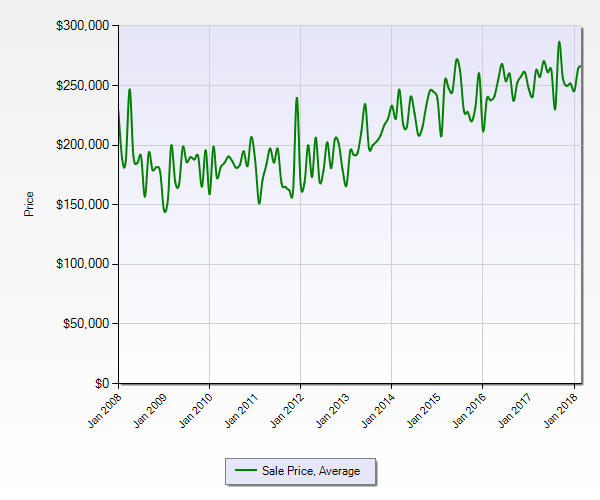 $300,000
$250,000
$200,000
$150,000
$100,000
$50,000
$0
Price
Jan 2008
Jan 2009
Jan 2010
Jan 2011
Jan 2012
Jan 2013
Jan 2014
Jan 2015
Jan 2016
Jan 2017
Jan 2018
Sale Price, Average